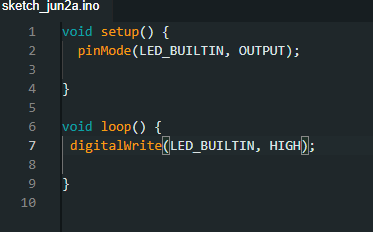 sketch_jun2a.ino
1 void setup() {
2 pinMode(LED_BUILTIN, OUTPUT);
3
4 }
5
6 void loop() {
7 digitalWrite(LED_BUILTIN, HIGH);
8
9 }
10